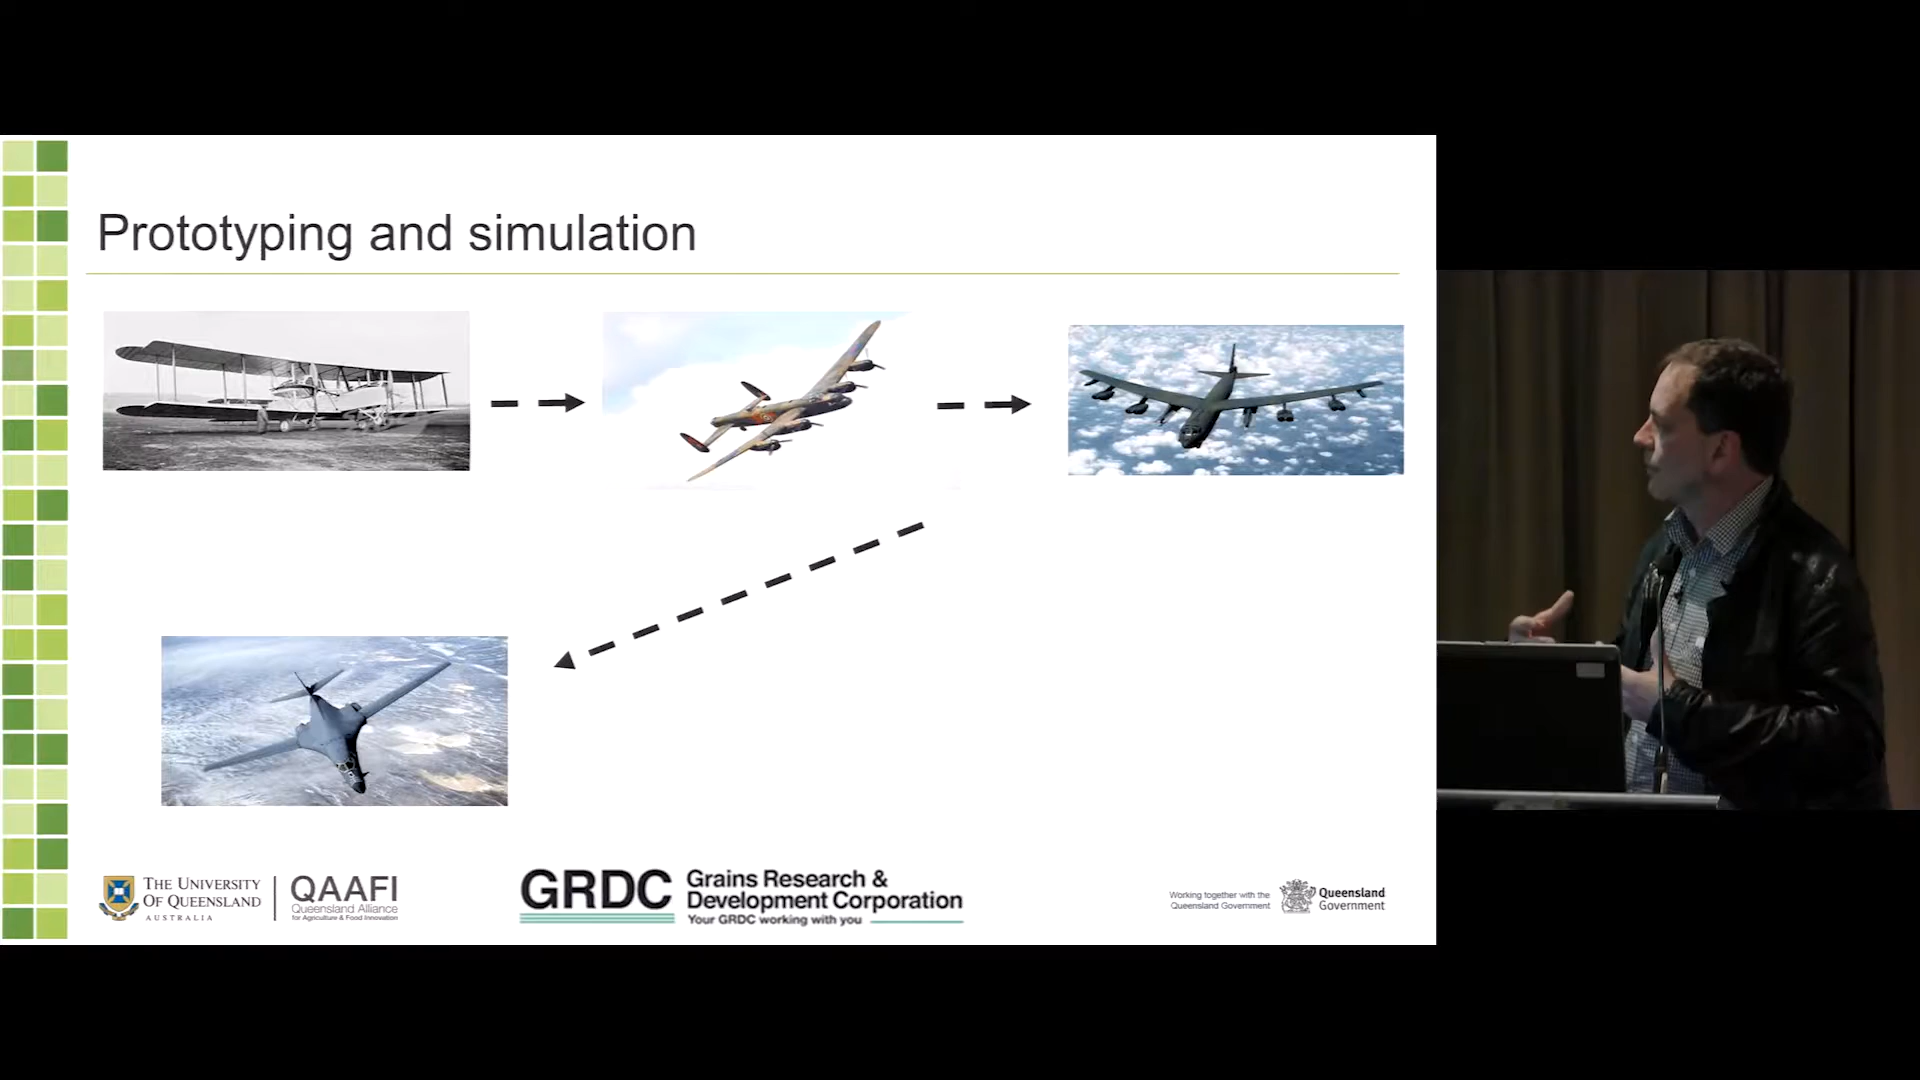 Prototyping and simulation
THE UNIVERSITY
OF QUEENSLAND
AUSTRALIA
QAAFI
Queensland Alliance
for Agriculture & Food Innovation
GRDC
Grains Research &
Development Corporation
Your GRDC working with you
Working together with the
Queensland Government
Queensland
Government